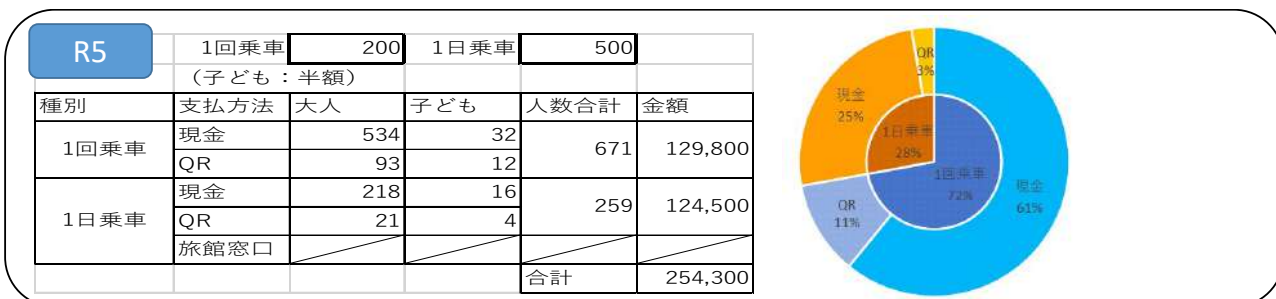 R5
1回乗車 200 1日乗車 500
（子ども：半額）
種別 支払方法 大人 子ども 人数合計 金額
1回乗車 現金 534 32 671 129,800
QR 93 12
1日乗車 現金 218 16 259 124,500
QR 21 4
旅館窓口
合計 254,300
QR
3%
現金
25%
1日乗車
28%
1回乗車
72%
現金
61%
QR
11%